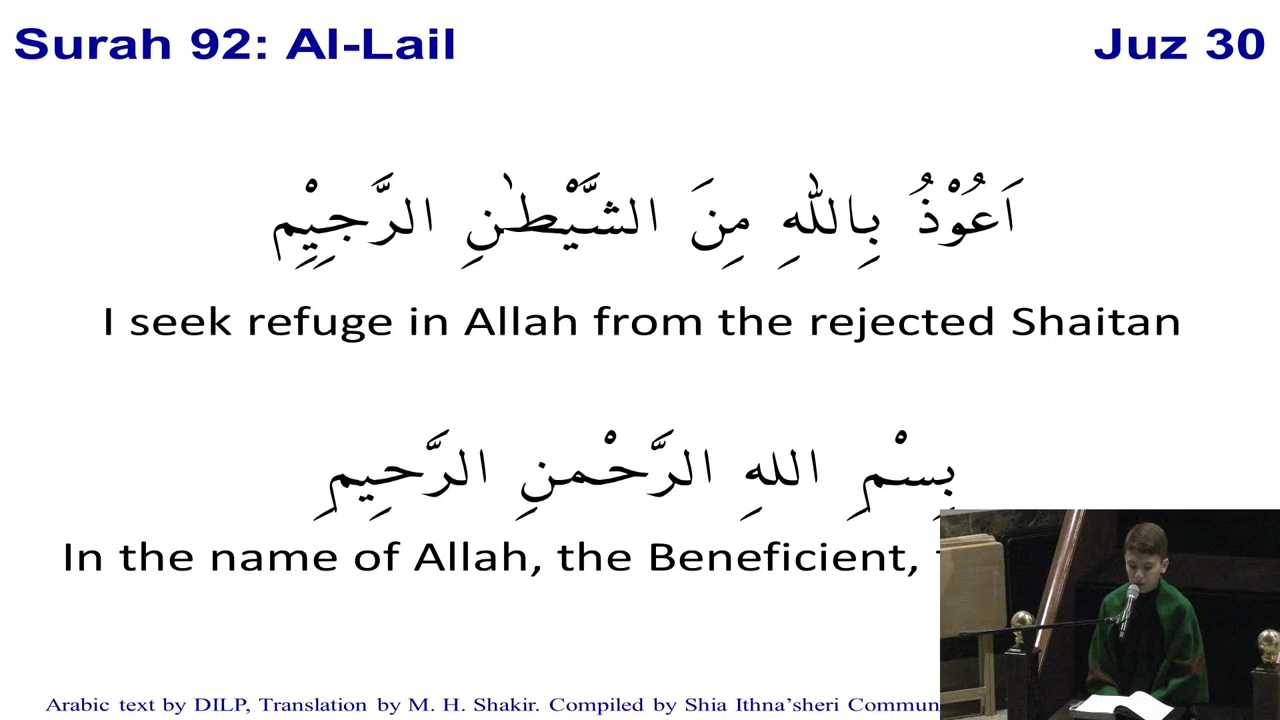 Surah 92: Al-Lail Juz 30
اَعُوْذُ بِاللّٰهِ مِنَ الشَّيْطٰنِ الرَّجِيْمِ
I seek refuge in Allah from the rejected Shaitan
بِسْمِ اللهِ الرَّحْمنِ الرَّحِيمِ
In the name of Allah, the Beneficient,
Arabic text by DILP, Translation by M. H. Shakir. Compiled by Shia Ithna’sheri Commun